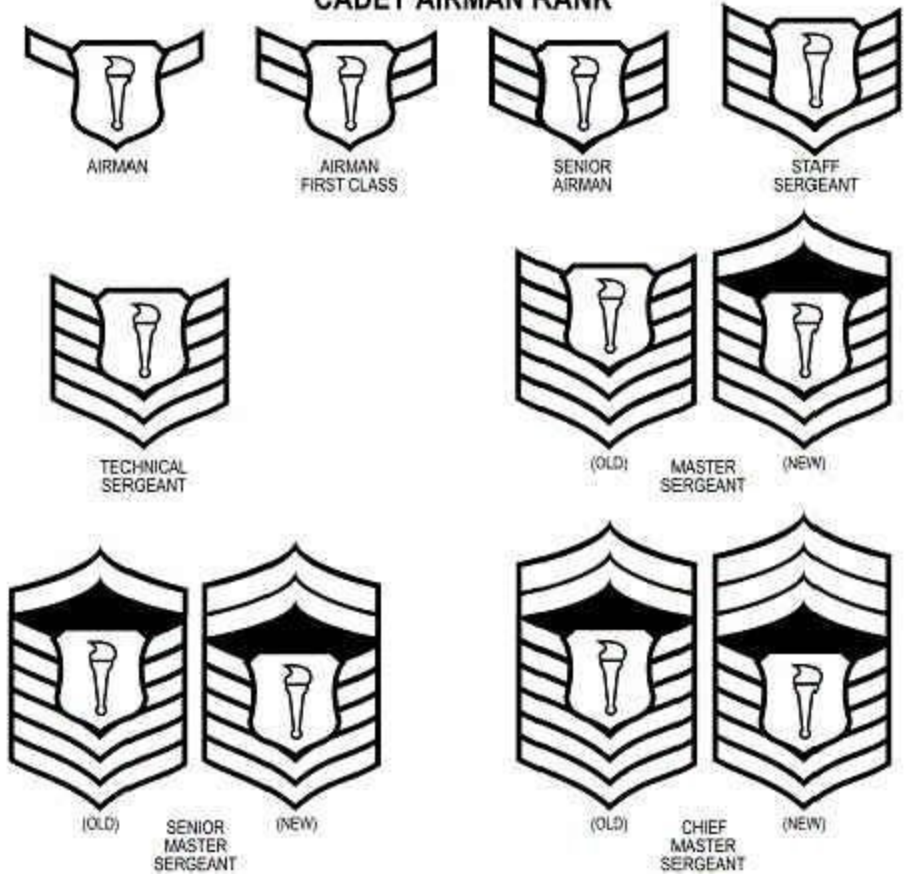 CADET AIRMAN RANK
AIRMAN
AIRMAN
FIRST CLASS
SENIOR
AIRMAN
STAFF
SERGEANT
TECHNICAL
SERGEANT
(OLD)
MASTER
SERGEANT
(NEW)
(OLD)
SENIOR
MASTER
SERGEANT
(NEW)
(OLD)
CHIEF
MASTER
SERGEANT
(NEW)